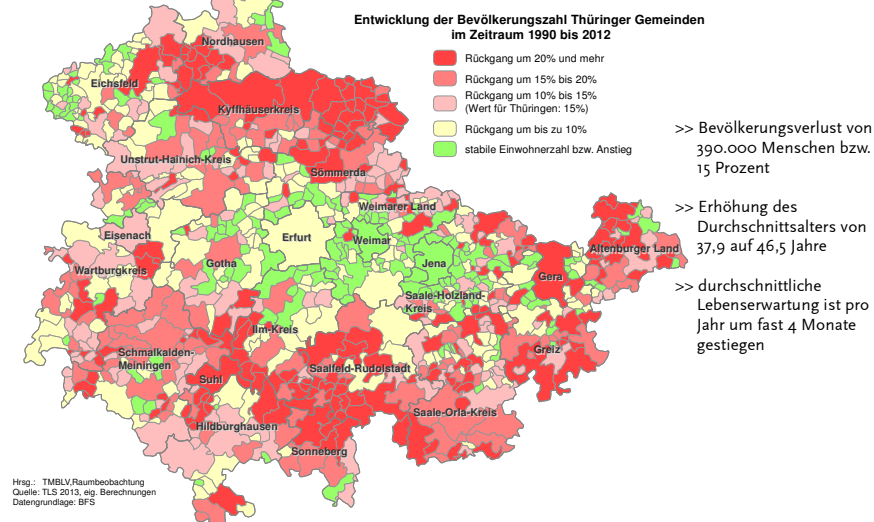 Entwicklung der Bevölkerungszahl Thüringer Gemeinden
im Zeitraum 1990 bis 2012
Rückgang um 20% und mehr
Rückgang um 15% bis 20%
Rückgang um 10% bis 15%
(Wert für Thüringen: 15%)
Rückgang um bis zu 10%
stabile Einwohnerzahl bzw. Anstieg
Nordhausen
Eichsfeld
Kyffhäuserkreis
Unstrut-Hainich-Kreis
Sömmerda
Weimarer Land
Eisenach
Erfurt
Weimar
Wartburgkreis
Gotha
Jena
Gera
Altenburger Land
Saale-Holzland-
Kreis
Ilm-Kreis
Schmalkalden-
Meiningen
Suhl
Saalfeld-Rudolstadt
Greiz
Saale-Orla-Kreis
Hildburghausen
Sonneberg
>> Bevölkerungsverlust von
390.000 Menschen bzw.
15 Prozent
>> Erhöhung des
Durchschnittsalters von
37,9 auf 46,5 Jahre
>> durchschnittliche
Lebenserwartung ist pro
Jahr um fast 4 Monate
gestiegen
Hrsg.: TMBLV,Raumbeobachtung
Quelle: TLS 2013, eig. Berechnungen
Datengrundlage: BFS